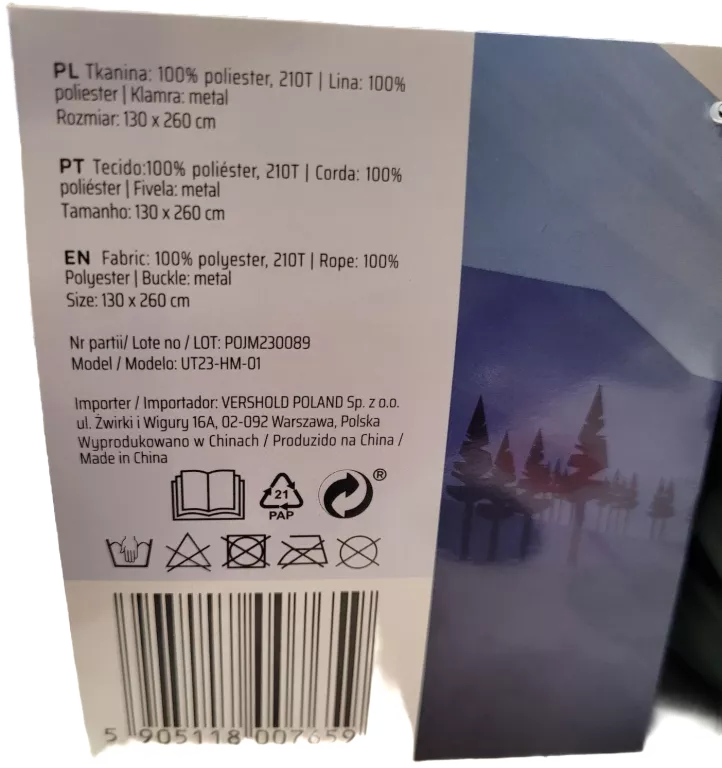 PL Tkanina: 100% poliester, 210T | Lina: 100%
poliester | Klamra: metal
Rozmiar: 130 x 260 cm
PT Tecido:100% poliéster, 210T | Corda: 100%
poliéster | Fivela: metal
Tamanho: 130 x 260 cm
EN Fabric: 100% polyester, 210T | Rope: 100%
Polyester | Buckle: metal
Size: 130 x 260 cm
Nr partii/ Lote no / LOT: POJM230089
Model / Modelo: UT23-HM-01
Importer / Importador: VERSHOLD POLAND Sp. z o.o.
ul. Żwirki i Wigury 16A, 02-092 Warszawa, Polska
Wyprodukowano w Chinach / Produzido na China /
Made in China
21
PAP
®
5 905118 007659